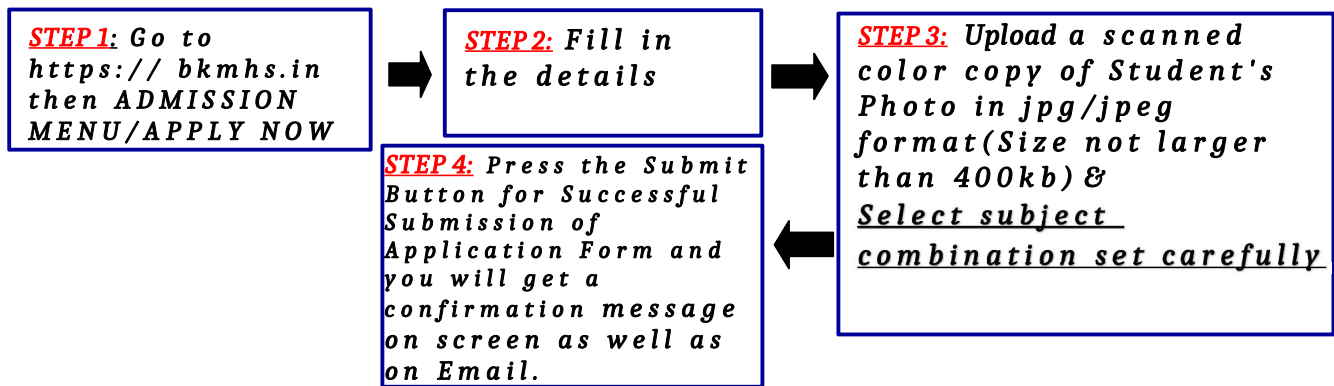 STEP 1: Go to
https:// bkmhs.in
then ADMISSION
MENU/APPLY NOW
STEP 2: Fill in
the details
STEP 3: Upload a scanned
color copy of Student's
Photo in jpg/jpeg
format(Size not larger
than 400kb) &
Select subject
combination set carefully
STEP 4: Press the Submit
Button for Successful
Submission of
Application Form and
you will get a
confirmation message
on screen as well as
on Email.